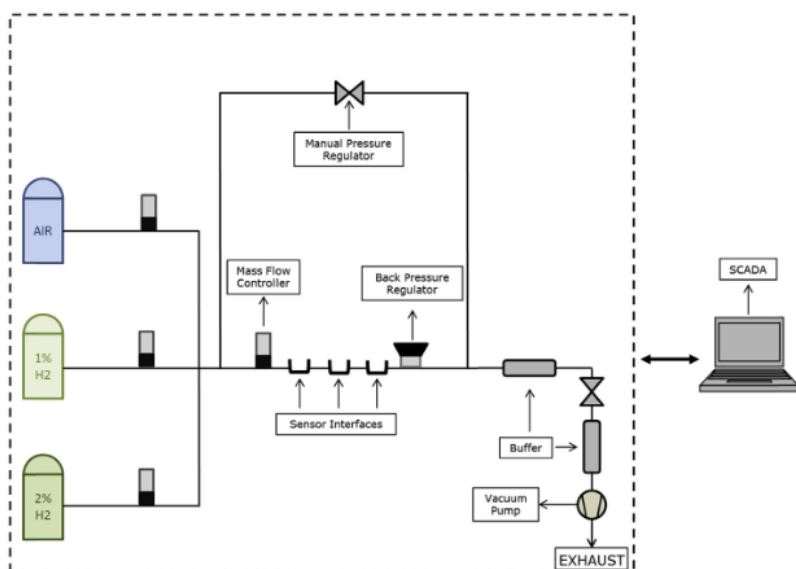 Manual Pressure
Regulator
AIR
Mass Flow
Controller
Back Pressure
Regulator
SCADA
1%
H2
Sensor Interfaces
Buffer
2%
H2
Vacuum
Pump
EXHAUST